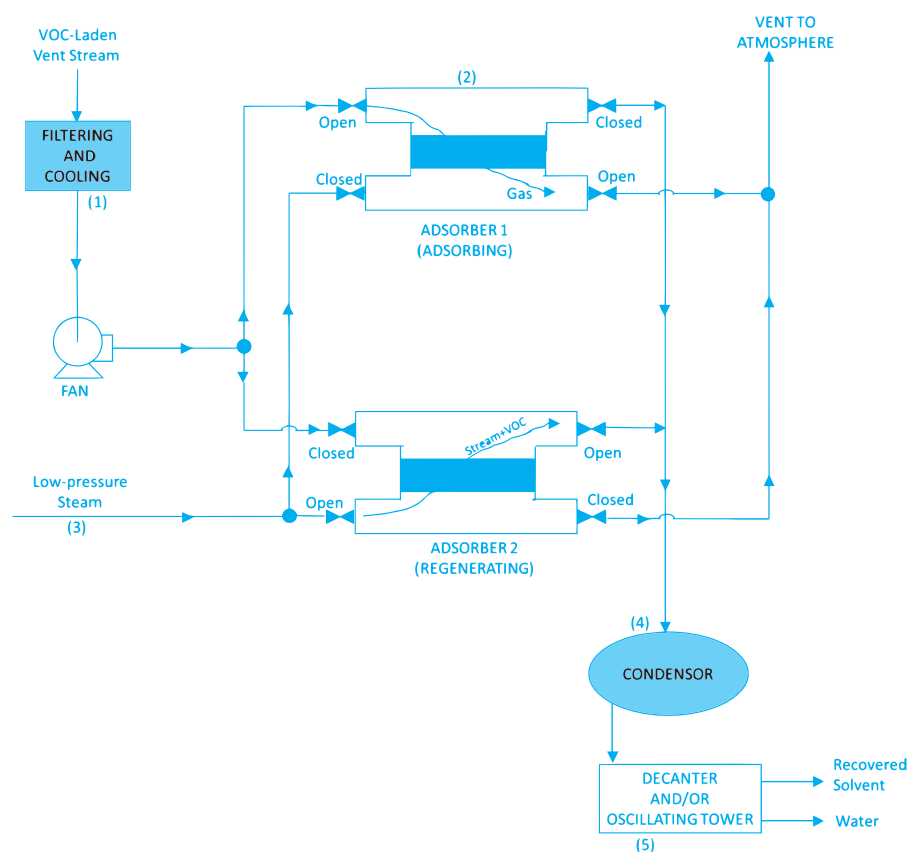 VOC-Laden
Vent Stream
VENT TO
ATMOSPHERE
(2)
Open
Closed
FILTERING
AND
COOLING
(1)
Closed
Open
Gas
ADSORBER 1
(ADSORBING)
FAN
Stream+VOC
Closed
Open
Low-pressure
Steam
(3)
Open
Closed
ADSORBER 2
(REGENERATING)
(4)
CONDENSOR
DECANTER
AND/OR
OSCILLATING TOWER
(5)
Recovered
Solvent
Water